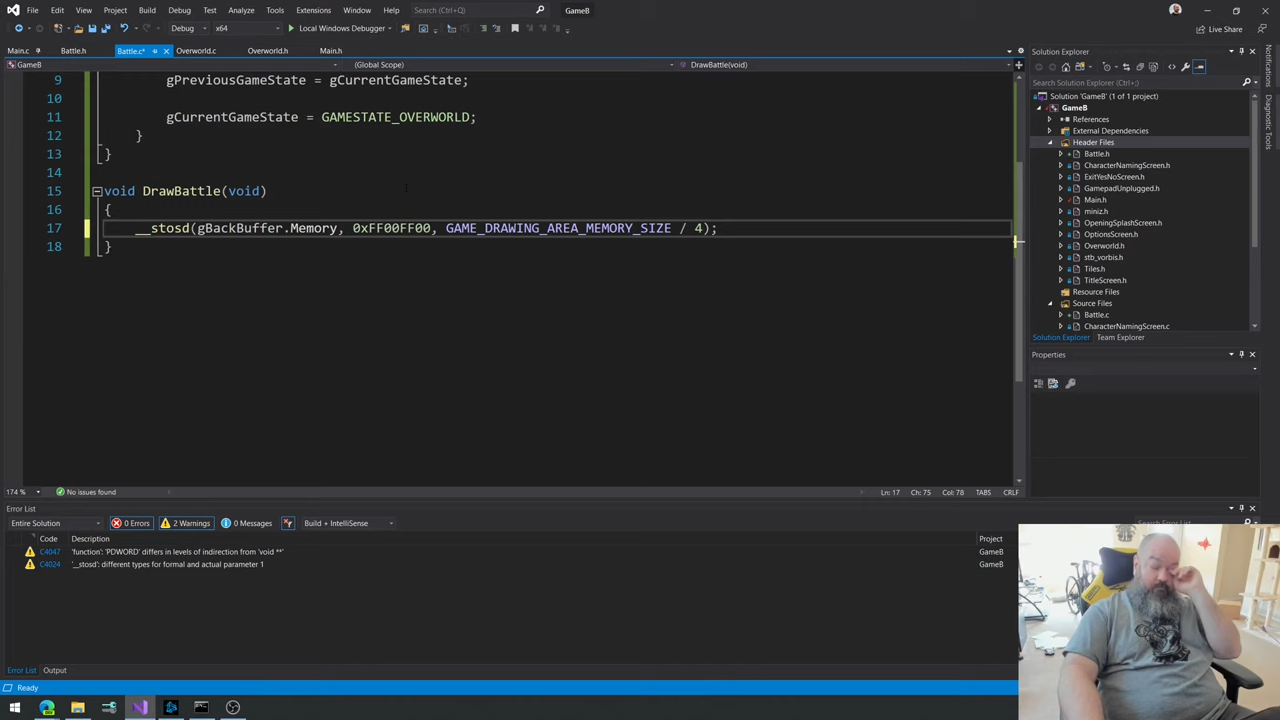 File Edit View Git Project Build Debug Test Analyze Tools Extensions Window Help Search (Ctrl+Q) GameB
Debug x64 Local Windows Debugger Live Share
Main.c Battle.h Battle.c* Overworld.c Overworld.h Main.h
GameB (Global Scope) DrawBattle(void)
9 gPreviousGameState = gCurrentGameState;
10
11 gCurrentGameState = GAMESTATE_OVERWORLD;
12 }
13 }
14
15 void DrawBattle(void)
16 {
17 __stosd(gBackBuffer.Memory, 0xFF00FF00, GAME_DRAWING_AREA_MEMORY_SIZE / 4);
18 }
174 % No issues found Ln: 17 Ch: 75 Col: 78 TABS CRLF
Error List
Entire Solution 0 Errors 2 Warnings 0 Messages Build + IntelliSense
Code Description Project
C4047 'function': 'PDWORD' differs in levels of indirection from 'void **' GameB
C4024 '__stosd': different types for formal and actual parameter 1 GameB
Error List Output
Ready
Solution Explorer
Search Solution Explorer (Ctrl+;)
Solution 'GameB' (1 of 1 project)
GameB
References
External Dependencies
Header Files
Battle.h
CharacterNamingScreen.h
ExitYesNoScreen.h
GamepadUnplugged.h
Main.h
miniz.h
OpeningSplashScreen.h
OptionsScreen.h
Overworld.h
stb_vorbis.h
Tiles.h
TitleScreen.h
Resource Files
Source Files
Battle.c
CharacterNamingScreen.c
Solution Explorer Team Explorer
Properties
Notifications
Diagnostic Tools